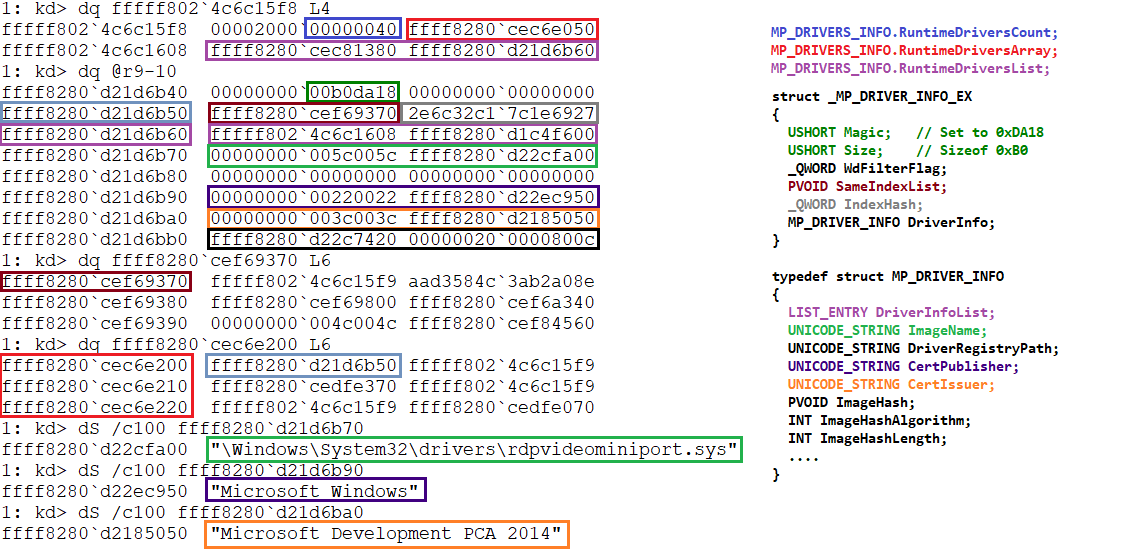 1: kd> dq fffff802`4c6c15f8 L4
fffff802`4c6c15f8  00002000`00000040 ffff8280`cec6e050
fffff802`4c6c1608  ffff8280`cec81380 ffff8280`d21d6b60
1: kd> dq @r9-10
ffff8280`d21d6b40  00000000`00b0da18 00000000`00000000
ffff8280`d21d6b50  ffff8280`cef69370 2e6c32c1`7c1e6927
ffff8280`d21d6b60  fffff802`4c6c1608 ffff8280`d1c4f600
ffff8280`d21d6b70  00000000`005c005c ffff8280`d22cfa00
ffff8280`d21d6b80  00000000`00000000 00000000`00000000
ffff8280`d21d6b90  00000000`00220022 ffff8280`d22ec950
ffff8280`d21d6ba0  00000000`003c003c ffff8280`d2185050
ffff8280`d21d6bb0  ffff8280`d22c7420 00000020`0000800c
1: kd> dq ffff8280`cef69370 L6
ffff8280`cef69370  fffff802`4c6c15f9 aad3584c`3ab2a08e
ffff8280`cef69380  ffff8280`cef69800 ffff8280`cef6a340
ffff8280`cef69390  00000000`004c004c ffff8280`cef84560
1: kd> dq ffff8280`cec6e200 L6
ffff8280`cec6e200  ffff8280`d21d6b50 fffff802`4c6c15f9
ffff8280`cec6e210  ffff8280`cedfe370 fffff802`4c6c15f9
ffff8280`cec6e220  fffff802`4c6c15f9 ffff8280`cedfe070
1: kd> dS /c100 ffff8280`d21d6b70
ffff8280`d22cfa00  "\Windows\System32\drivers\rdpvideominiport.sys"
1: kd> dS /c100 ffff8280`d21d6b90
ffff8280`d22ec950  "Microsoft Windows"
1: kd> dS /c100 ffff8280`d21d6ba0
ffff8280`d2185050  "Microsoft Development PCA 2014"
MP_DRIVERS_INFO.RuntimeDriversCount;
MP_DRIVERS_INFO.RuntimeDriversArray;
MP_DRIVERS_INFO.RuntimeDriversList;
struct _MP_DRIVER_INFO_EX
{
USHORT Magic;   // Set to 0xDA18
USHORT Size;    // Sizeof 0xB0
_QWORD WdFilterFlag;
PVOID SameIndexList;
_QWORD IndexHash;
MP_DRIVER_INFO DriverInfo;
}
typedef struct MP_DRIVER_INFO
{
LIST_ENTRY DriverInfoList;
UNICODE_STRING ImageName;
UNICODE_STRING DriverRegistryPath;
UNICODE_STRING CertPublisher;
UNICODE_STRING CertIssuer;
PVOID ImageHash;
INT ImageHashAlgorithm;
INT ImageHashLength;
....
}